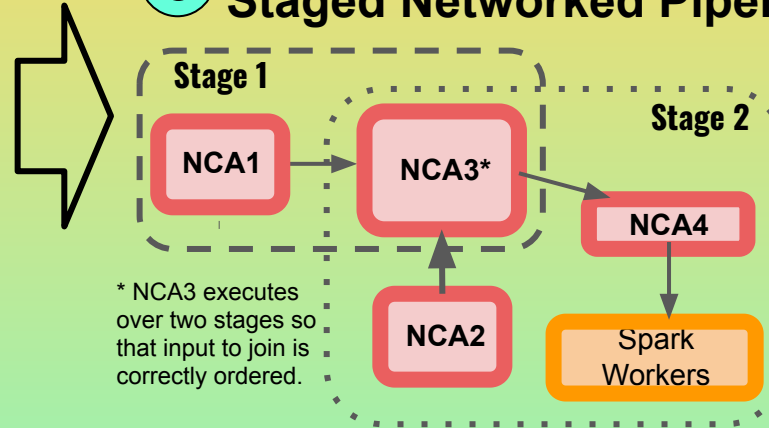 Staged Networked
Stage 1
Stage 2
NCA1
NCA3*
NCA4
* NCA3 executes
over two stages so
that input to join is
correctly ordered.
NCA2
Spark
Workers